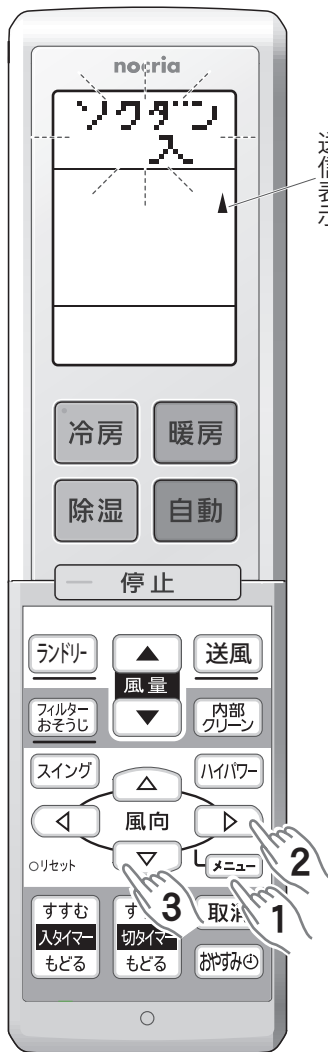 nocria
ソクダン
入
送信表示
冷房
暖房
除湿
自動
停止
ランドリー
風量
送風
フィルター
おそうじ
内部
クリーン
スイング
風向
ハイパワー
リセット
メニュー
2
3
1
すすむ
入タイマー
もどる
切タイマー
もどる
おやすみ